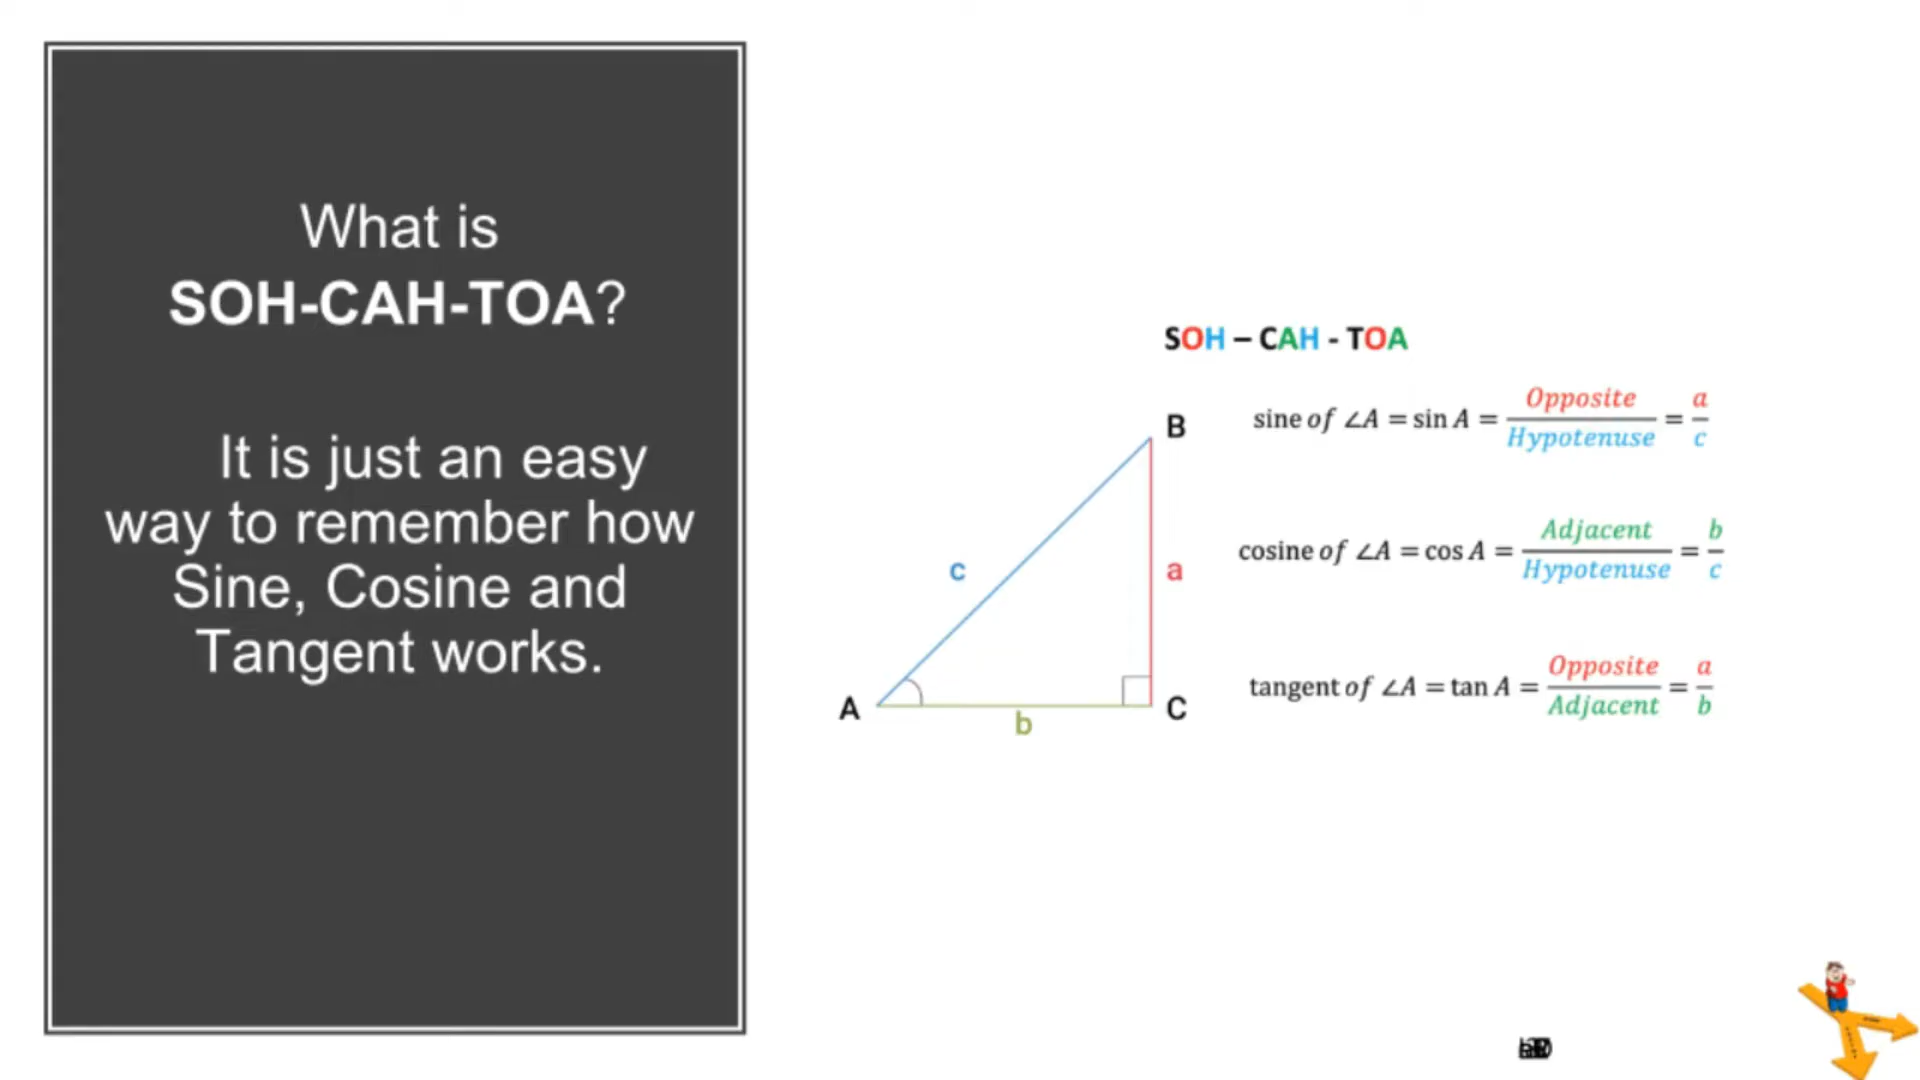 What is
SOH-CAH-TOA?
It is just an easy
way to remember how
Sine, Cosine and
Tangent works.
SOH – CAH - TOA
sine of ∠A = sin A = Opposite / Hypotenuse = a / c
cosine of ∠A = cos A = Adjacent / Hypotenuse = b / c
tangent of ∠A = tan A = Opposite / Adjacent = a / b
B
c
a
A
b
C